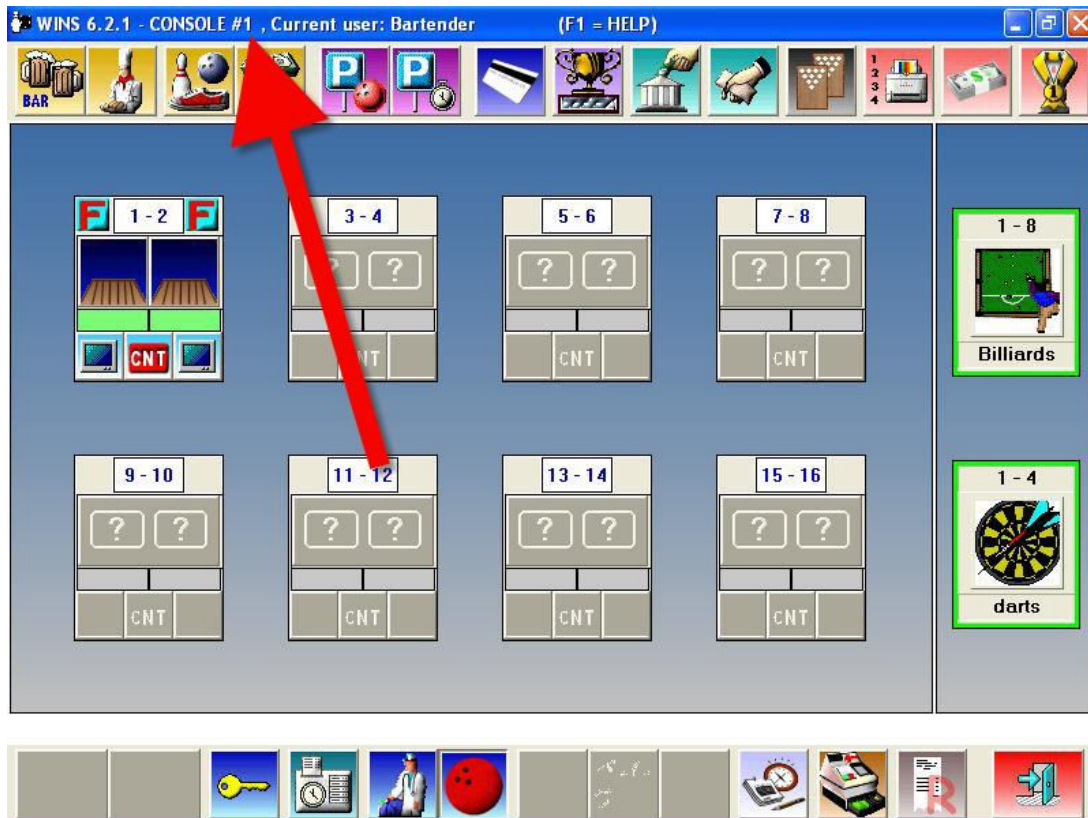 WINS 6.2.1 - CONSOLE #1 , Current user: Bartender (F1 = HELP)
BAR
P
P
1
2
3
4
1
F 1 - 2 F
3 - 4
5 - 6
7 - 8
1 - 8
? ?
? ?
? ?
CNT
NT
CNT
CNT
Billiards
9 - 10
11 - 12
13 - 14
15 - 16
1 - 4
? ?
? ?
? ?
? ?
CNT
CNT
CNT
CNT
darts
R